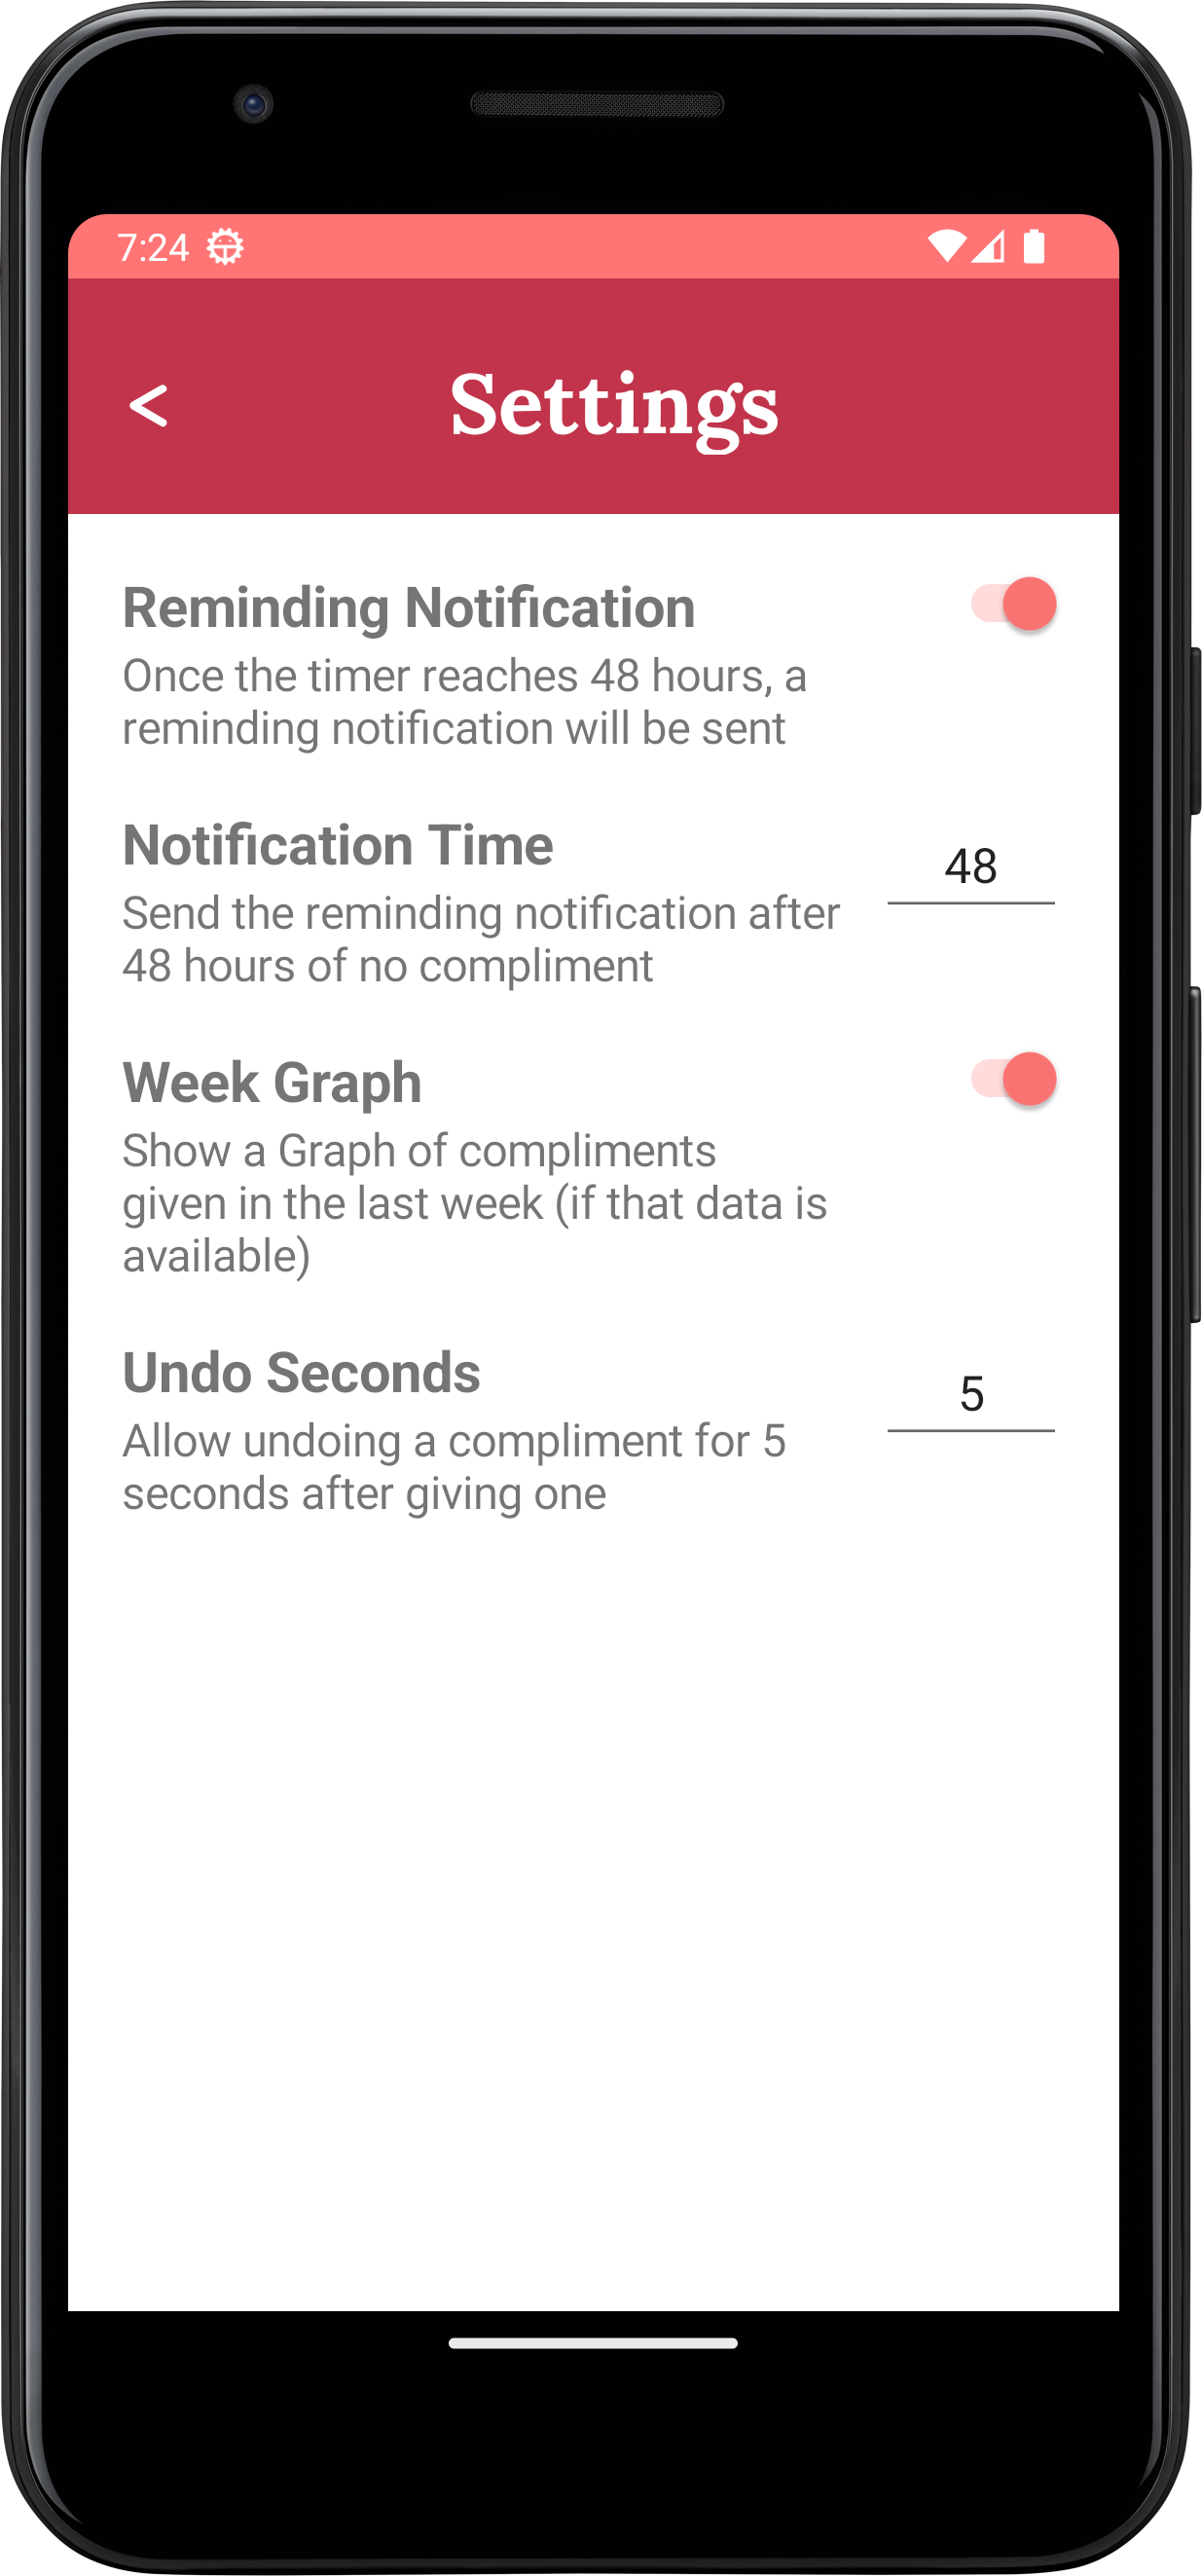 7:24
<
Settings
Reminding Notification
Once the timer reaches 48 hours, a
reminding notification will be sent
Notification Time
48
Send the reminding notification after
48 hours of no compliment
Week Graph
Show a Graph of compliments
given in the last week (if that data is
available)
Undo Seconds
5
Allow undoing a compliment for 5
seconds after giving one